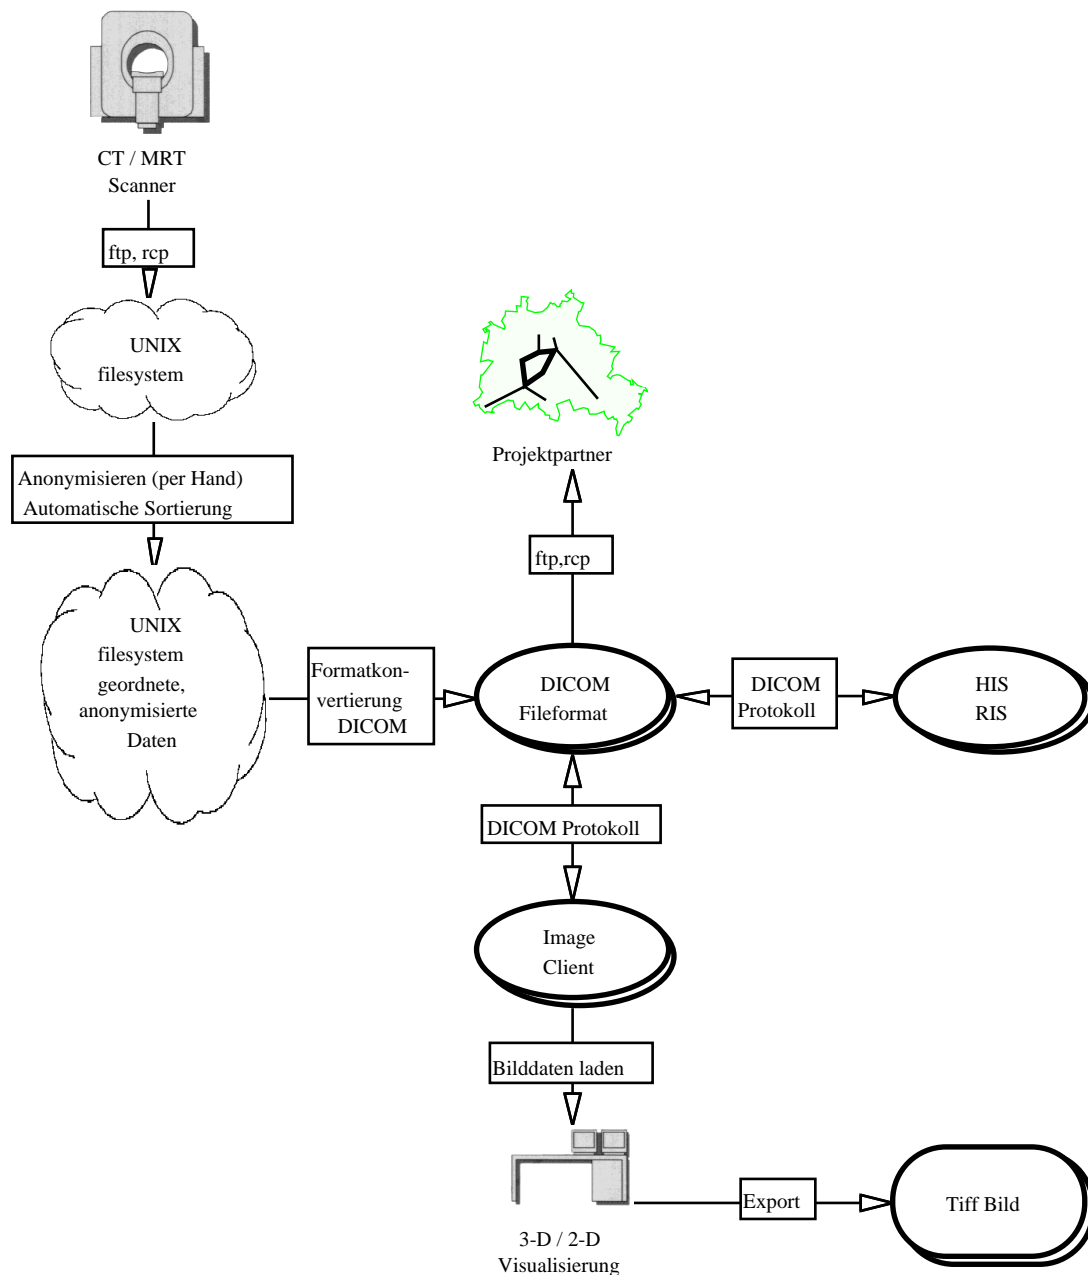 CT / MRT
Scanner
ftp, rcp
UNIX
filesystem
Anonymisieren (per Hand)
Automatische Sortierung
UNIX
filesystem
geordnete,
anonymisierte
Daten
Formatkon-
vertierung
DICOM
Projektpartner
ftp,rcp
DICOM
Fileformat
DICOM
Protokoll
HIS
RIS
DICOM Protokoll
Image
Client
Bilddaten laden
3-D / 2-D
Visualisierung
Export
Tiff Bild